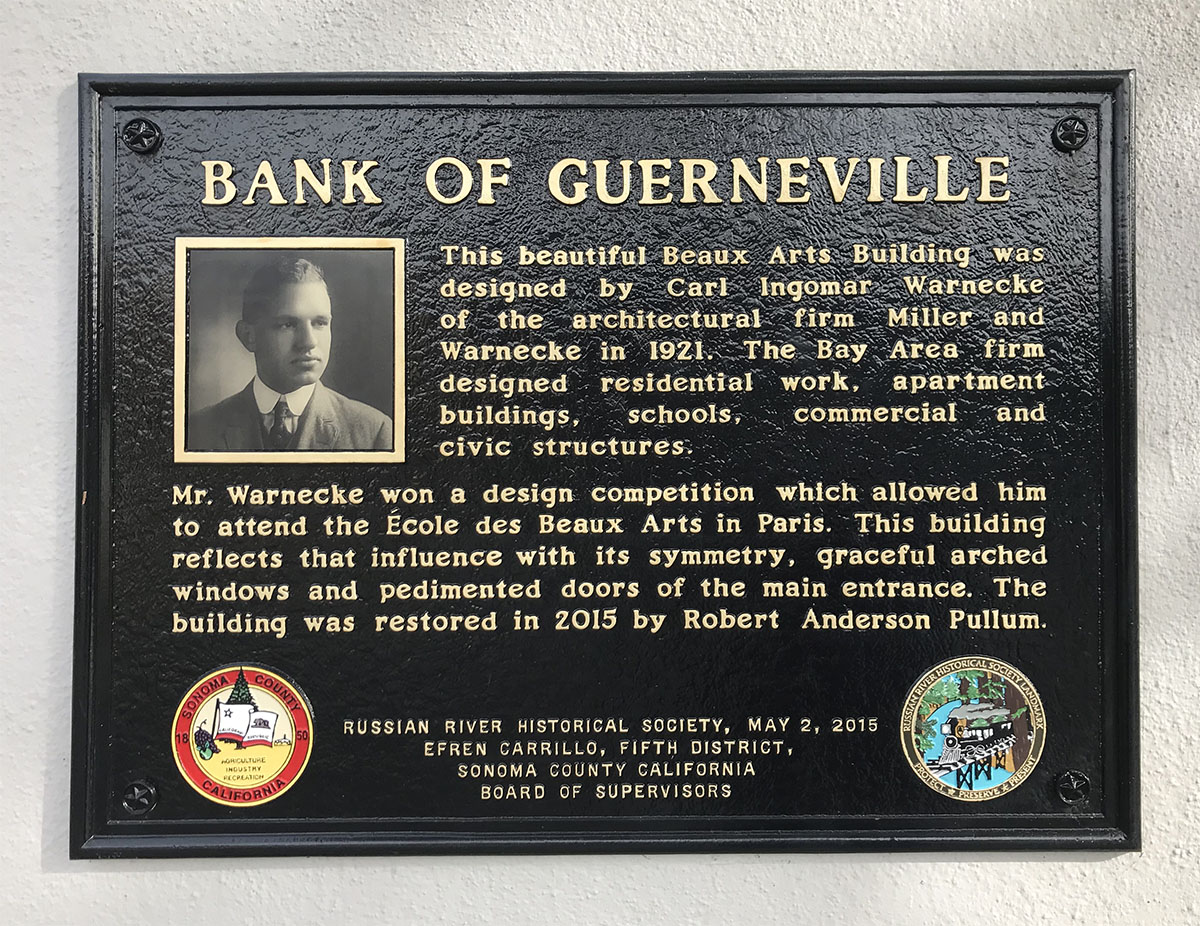 BANK OF GUERNEVILLE
This beautiful Beaux Arts Building was
designed by Carl Ingomar Warnecke
of the architectural firm Miller and
Warnecke in 1921. The Bay Area firm
designed residential work, apartment
buildings, schools, commercial and
civic structures.
Mr. Warnecke won a design competition which allowed him
to attend the École des Beaux Arts in Paris. This building
reflects that influence with its symmetry, graceful arched
windows and pedimented doors of the main entrance. The
building was restored in 2015 by Robert Anderson Pullum.
SONOMA COUNTY
18 50
AGRICULTURE
INDUSTRY
RECREATION
CALIFORNIA
RUSSIAN RIVER HISTORICAL SOCIETY, MAY 2, 2015
EFREN CARRILLO, FIFTH DISTRICT,
SONOMA COUNTY CALIFORNIA
BOARD OF SUPERVISORS
RUSSIAN RIVER HISTORICAL SOCIETY LANDMARK
PROTECT ★ PRESERVE ★ PRESENT